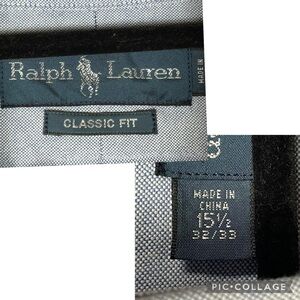 Ralph Lauren
MADE IN
CLASSIC FIT
MADE IN
CHINA
15½
32/33
PIC•COLLAGE